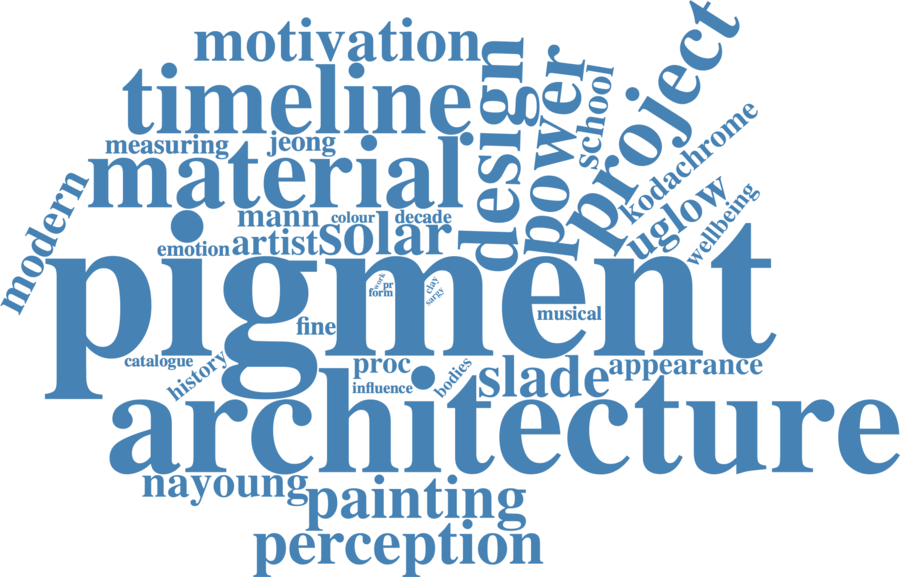 motivation
timeline
design
power
school
project
measuring
jeong
material
kodachrome
modern
mann
colour
decade
uglow
wellbeing
emotion
artist
solar
pigment
work
pr
form
clay
sargy
musical
fine
catalogue
history
proc
influence
bodies
slade
appearance
architecture
nayoung
painting
perception